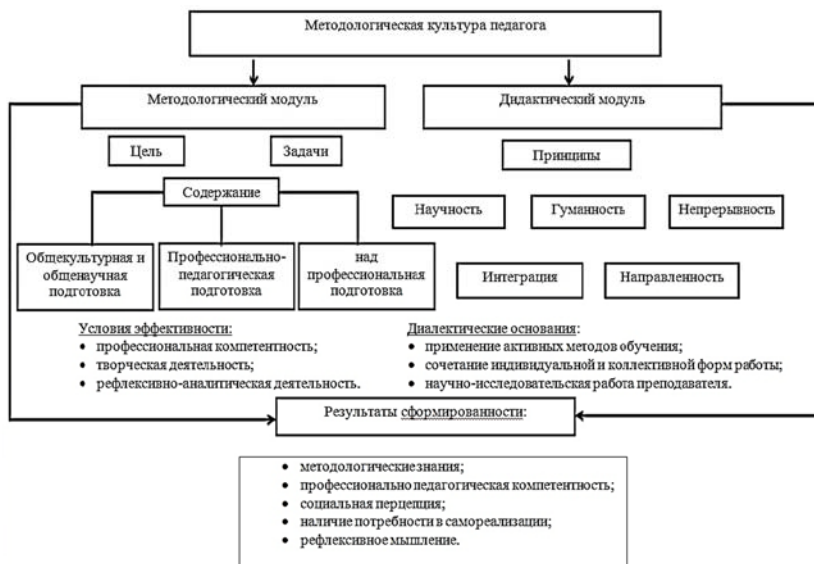 Методологическая культура педагога
Методологический модуль
Дидактический модуль
Цель
Задачи
Принципы
Содержание
Научность
Гуманность
Непрерывность
Общекультурная и
общенаучная
подготовка
Профессионально-
педагогическая
подготовка
над
профессиональная
подготовка
Интеграция
Направленность
Условия эффективности:
• профессиональная компетентность;
• творческая деятельность;
• рефлексивно-аналитическая деятельность.
Диалектические основания:
• применение активных методов обучения;
• сочетание индивидуальной и коллективной форм работы;
• научно-исследовательская работа преподавателя.
Результаты сформированности:
• методологические знания;
• профессионально педагогическая компетентность;
• социальная перцепция;
• наличие потребности в самореализации;
• рефлексивное мышление.